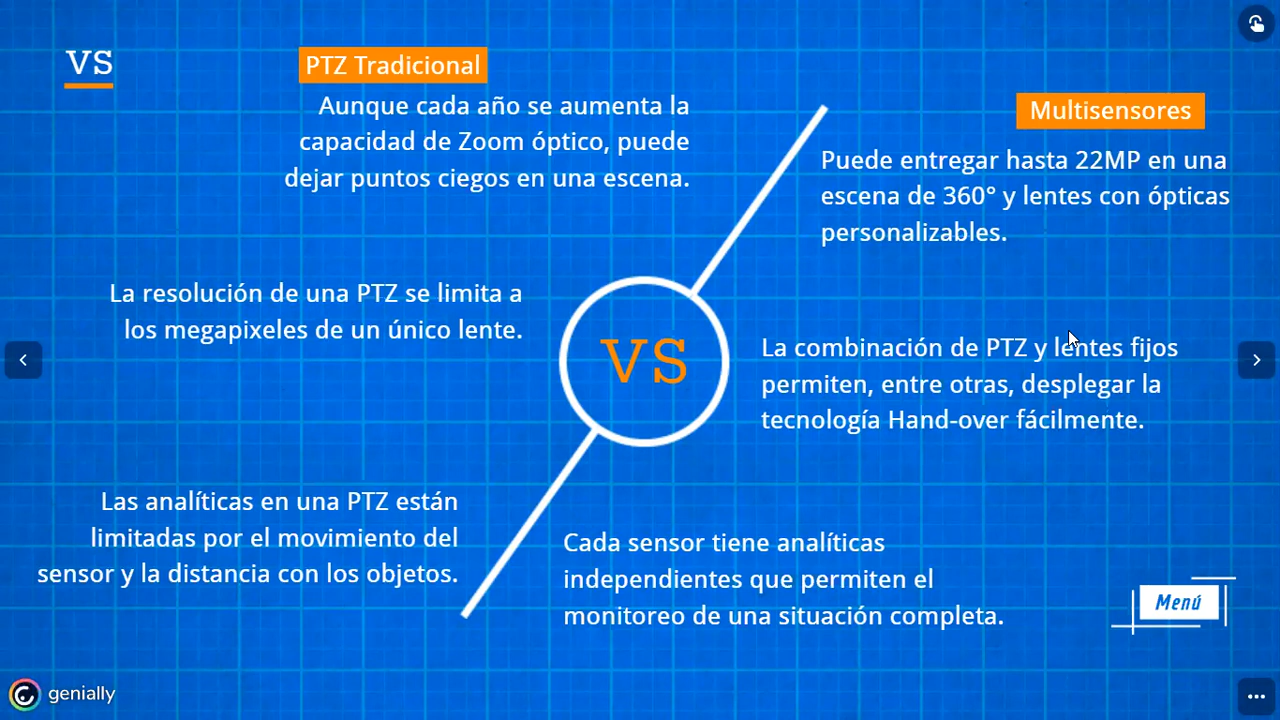 VS
PTZ Tradicional
Aunque cada año se aumenta la
capacidad de Zoom óptico, puede
dejar puntos ciegos en una escena.
La resolución de una PTZ se limita a
los megapixeles de un único lente.
Las analíticas en una PTZ están
limitadas por el movimiento del
sensor y la distancia con los objetos.
VS
Multisensores
Puede entregar hasta 22MP en una
escena de 360° y lentes con ópticas
personalizables.
La combinación de PTZ y lentes fijos
permiten, entre otras, desplegar la
tecnología Hand-over fácilmente.
Cada sensor tiene analíticas
independientes que permiten el
monitoreo de una situación completa.
Menú
genially